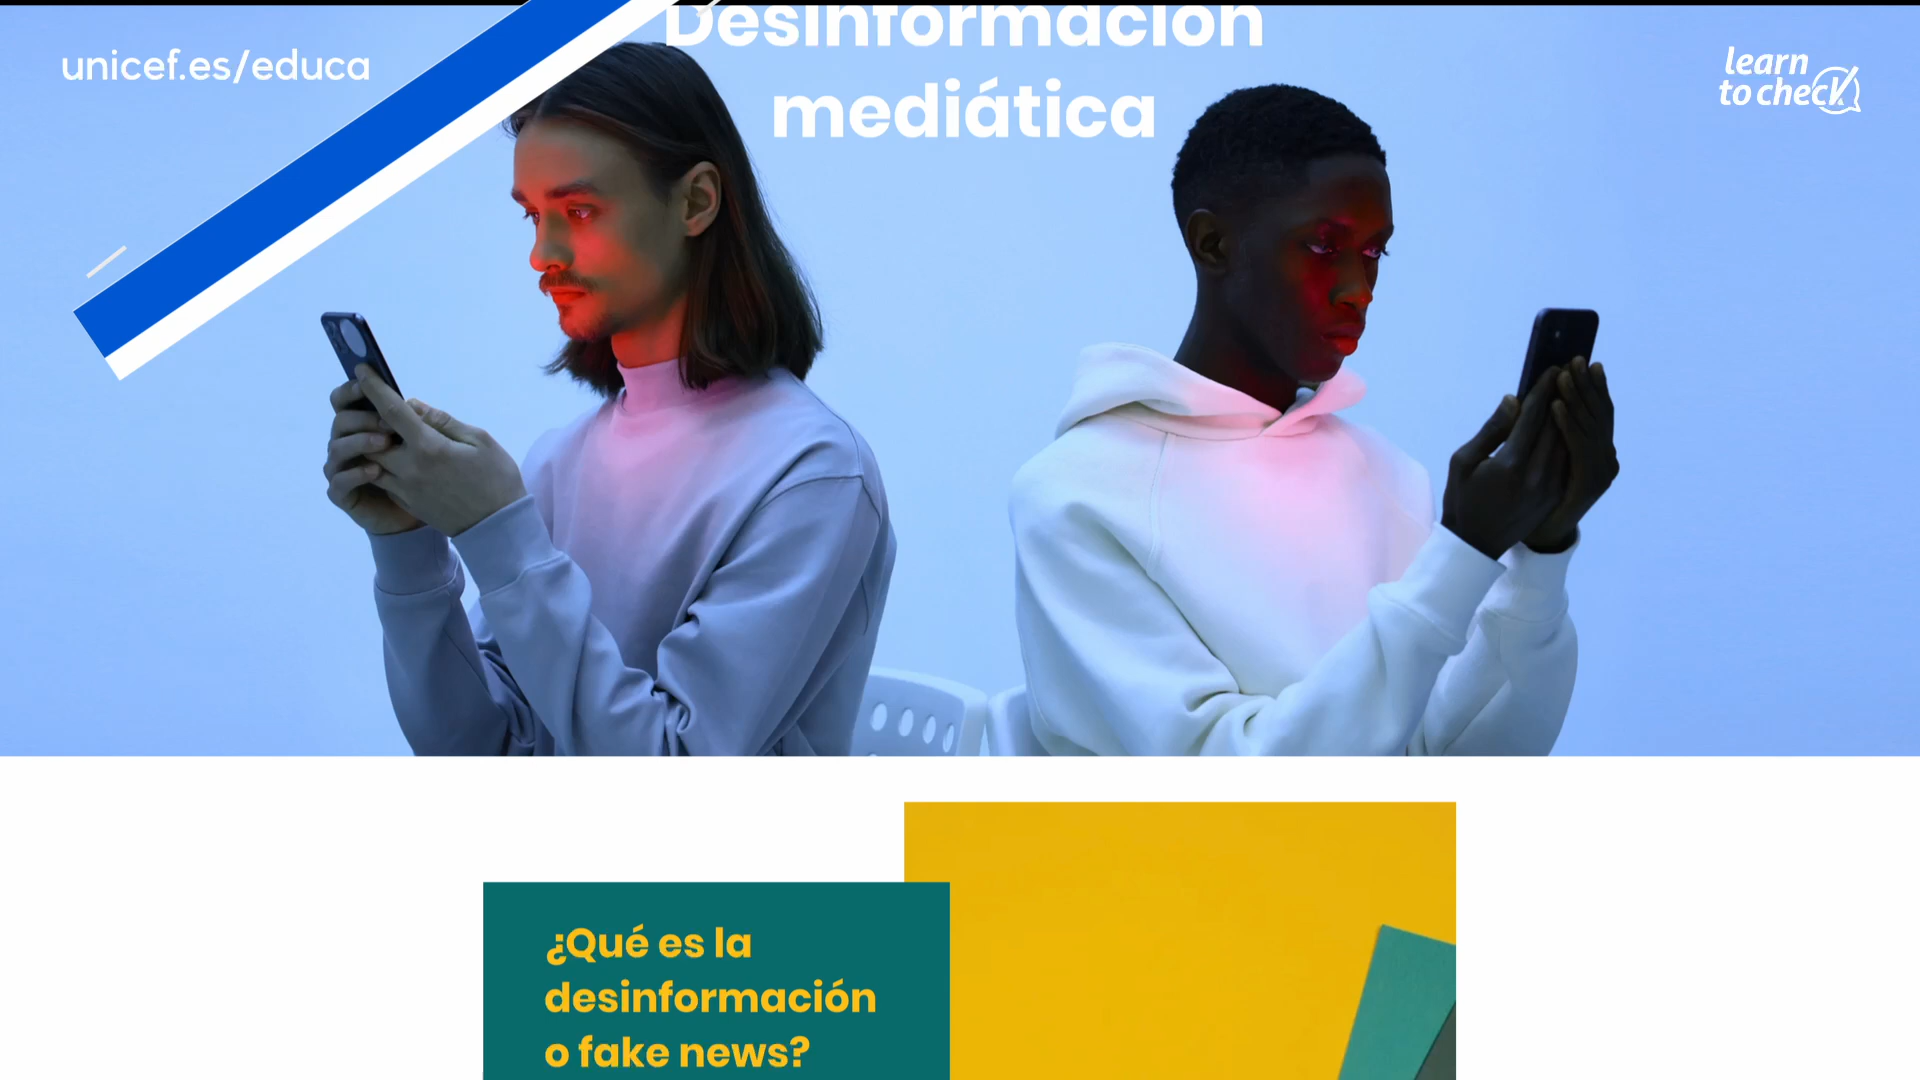 unicef.es/educa
Desinformación
mediática
learn
to check
¿Qué es la
desinformación
o fake news?